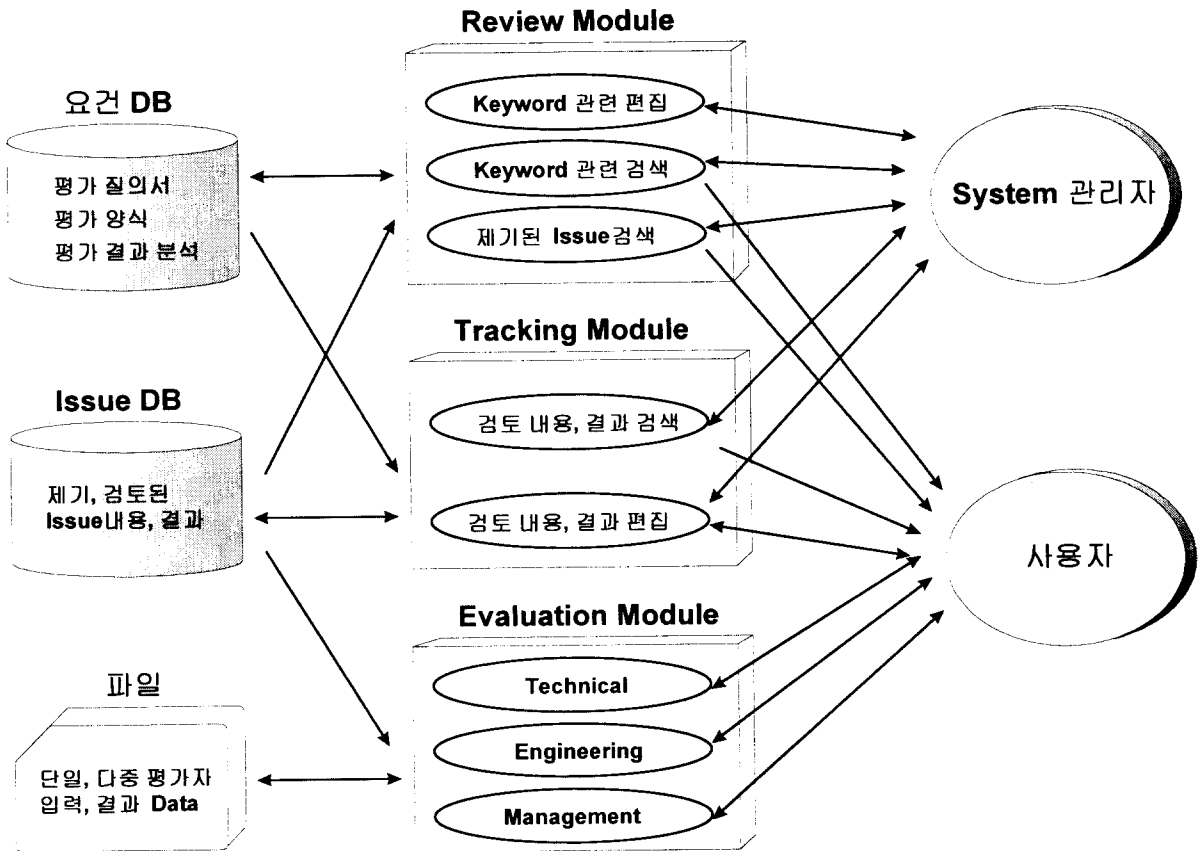 Review Module
Keyword 관련 편집
Keyword 관련 검색
제기된 Issue검색
요건 DB
평가 질의서
평가 양식
평가 결과 분석
System 관리자
Tracking Module
검토 내용, 결과 검색
검토 내용, 결과 편집
Issue DB
제기, 검토된
Issue내용, 결과
사용자
Evaluation Module
Technical
Engineering
Management
파일
단일, 다중 평가자
입력, 결과 Data